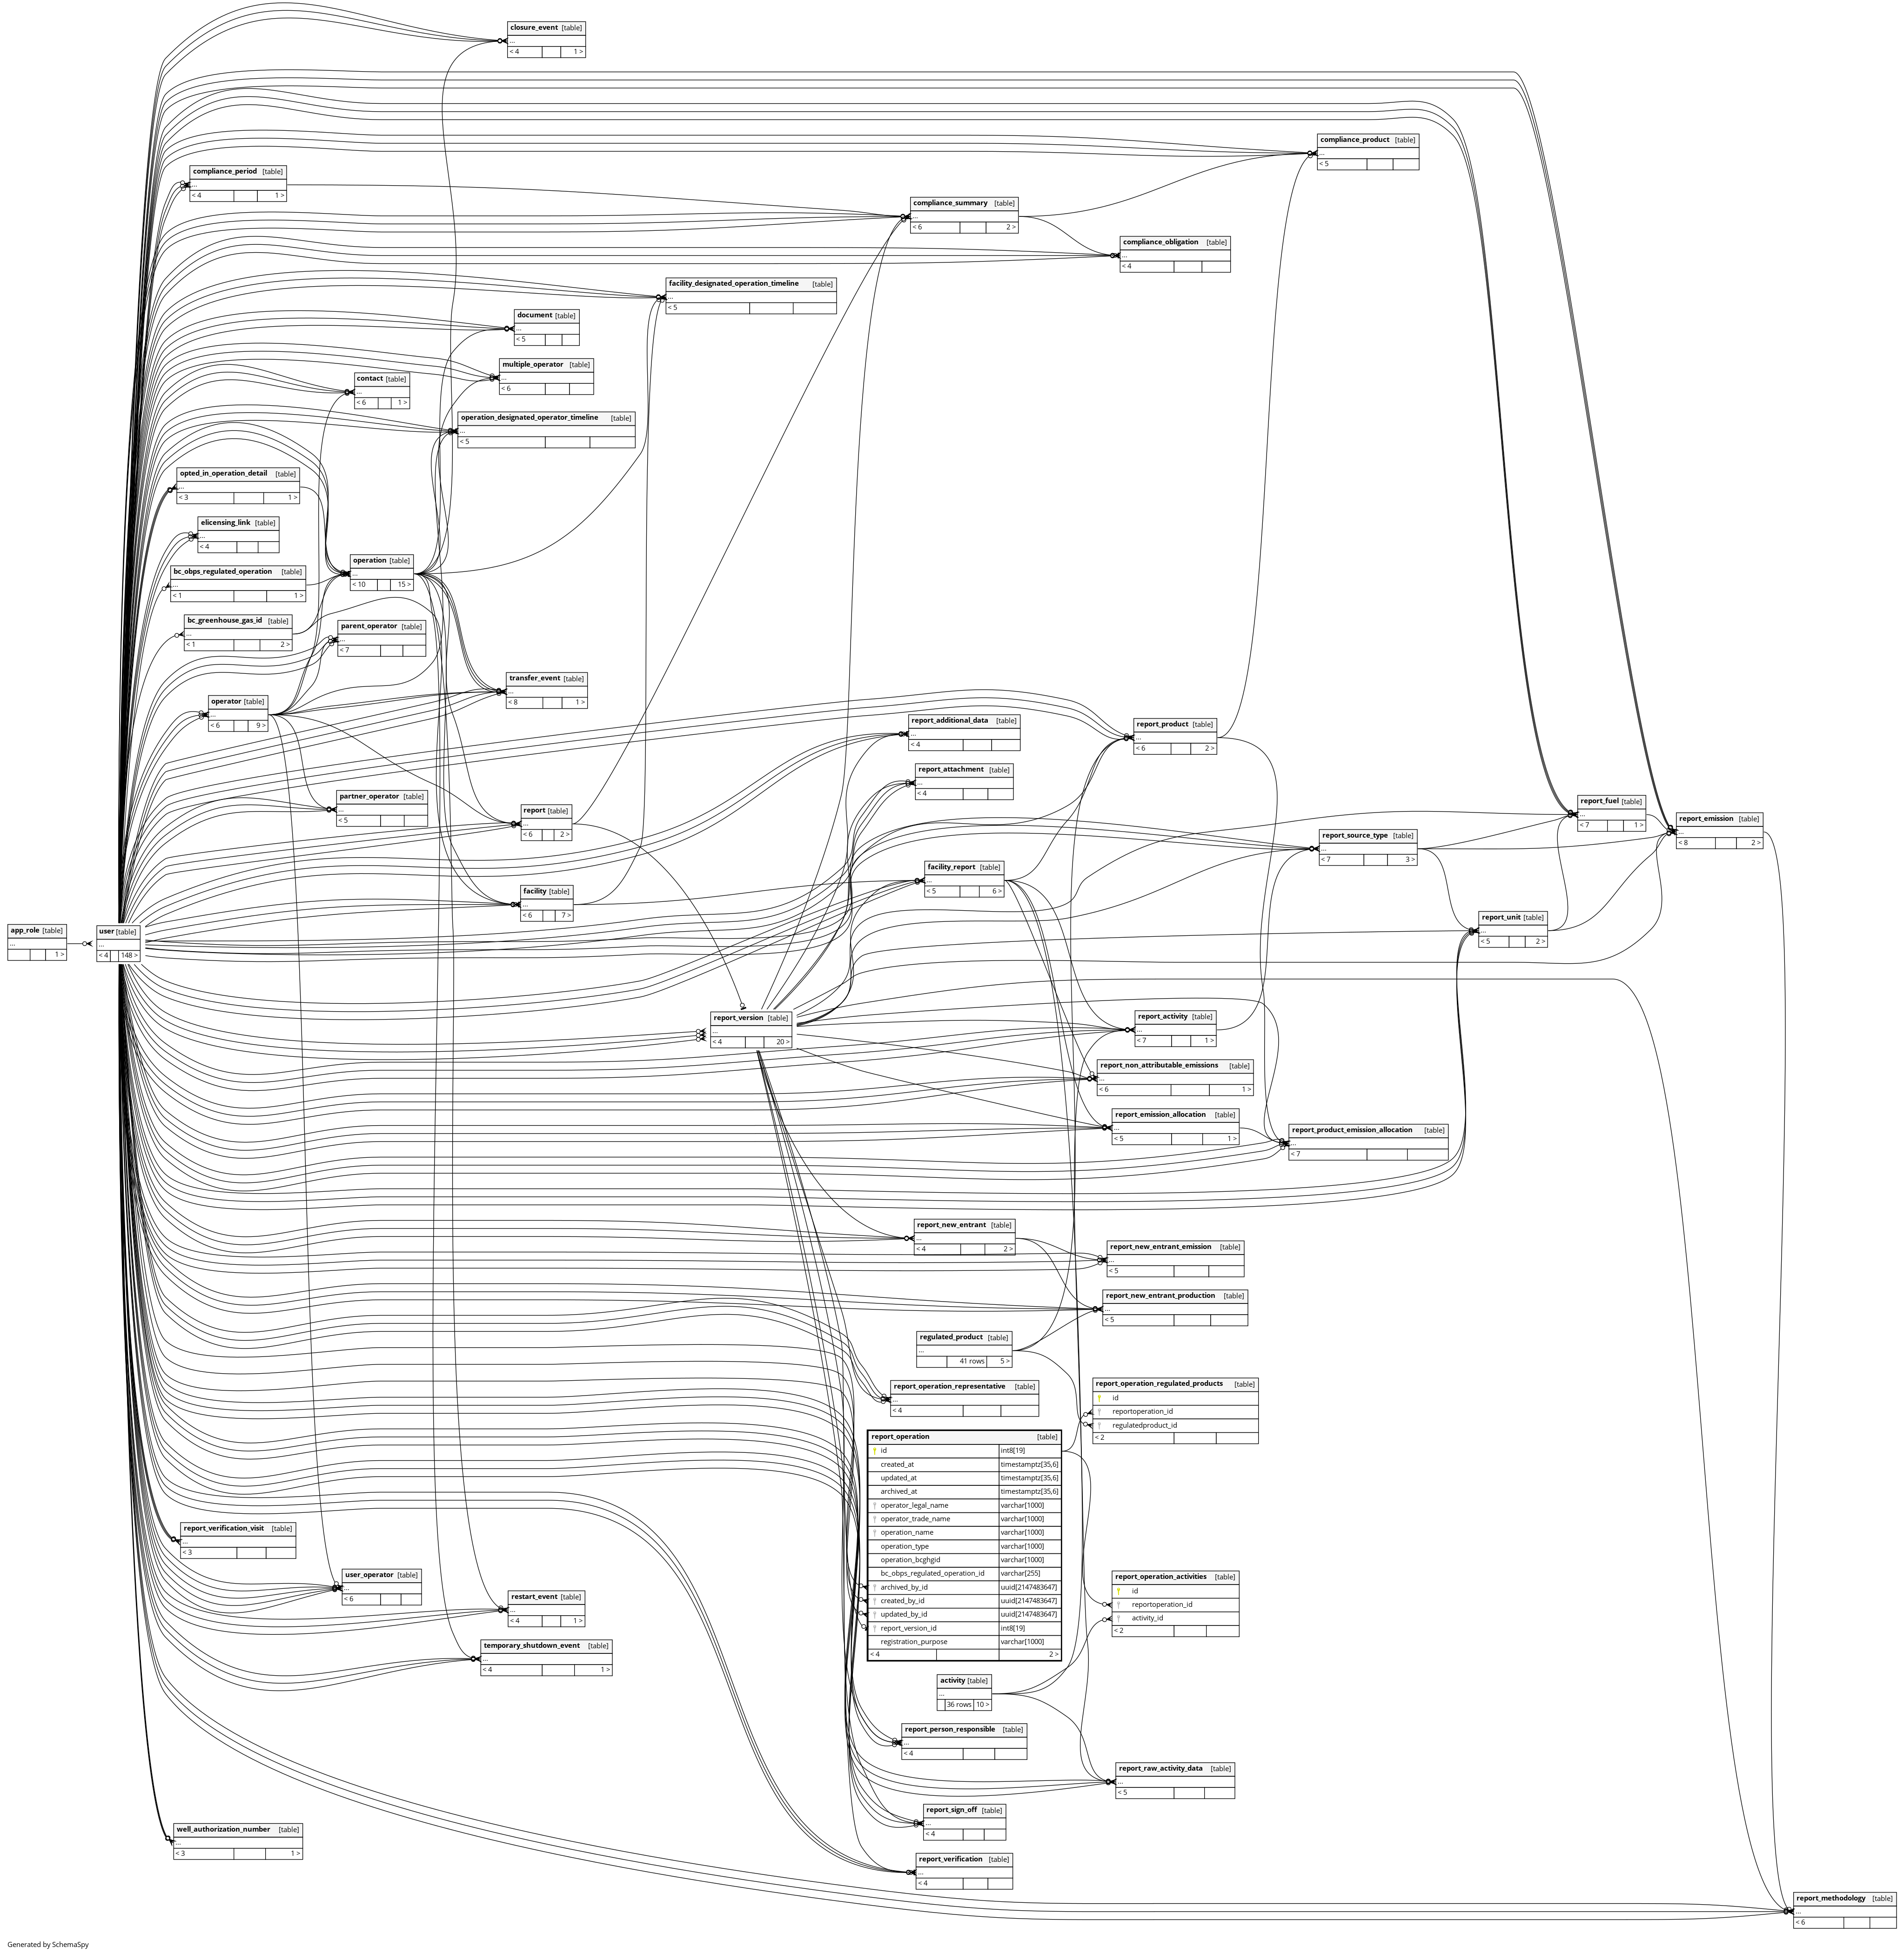 closure_event [table]
...
< 4 1 >
compliance_product [table]
...
< 5
compliance_period [table]
...
< 4 1 >
compliance_summary [table]
...
< 6 2 >
compliance_obligation [table]
...
< 4
facility_designated_operation_timeline [table]
...
< 5
document [table]
...
< 5
multiple_operator [table]
...
< 6
contact [table]
...
< 6 1 >
operation_designated_operator_timeline [table]
...
< 5
opted_in_operation_detail [table]
...
< 3 1 >
elicensing_link [table]
...
< 4
operation [table]
...
< 10 15 >
bc_obps_regulated_operation [table]
...
< 1 1 >
bc_greenhouse_gas_id [table]
...
< 1 2 >
parent_operator [table]
...
< 7
transfer_event [table]
...
< 8 1 >
operator [table]
...
< 6 9 >
report_additional_data [table]
...
< 4
report_product [table]
...
< 6 2 >
report_attachment [table]
...
< 4
partner_operator [table]
...
< 5
report [table]
...
< 6 2 >
report_fuel [table]
...
< 7 1 >
report_emission [table]
...
< 8 2 >
report_source_type [table]
...
< 7 3 >
facility_report [table]
...
< 5 6 >
facility [table]
...
< 6 7 >
report_unit [table]
...
< 5 2 >
app_role [table]
...
1 >
user [table]
...
< 4 148 >
report_version [table]
...
< 4 20 >
report_activity [table]
...
< 7 1 >
report_non_attributable_emissions [table]
...
< 6 1 >
report_emission_allocation [table]
...
< 5 1 >
report_product_emission_allocation [table]
...
< 7
report_new_entrant [table]
...
< 4 2 >
report_new_entrant_emission [table]
...
< 5
report_new_entrant_production [table]
...
< 5
regulated_product [table]
...
41 rows 5 >
report_operation_representative [table]
...
< 4
report_operation_regulated_products [table]
id
reportoperation_id
regulatedproduct_id
< 2
report_operation [table]
id int8[19]
created_at timestamptz[35,6]
updated_at timestamptz[35,6]
archived_at timestamptz[35,6]
operator_legal_name varchar[1000]
operator_trade_name varchar[1000]
operation_name varchar[1000]
operation_type varchar[1000]
operation_bcghgid varchar[1000]
bc_obps_regulated_operation_id varchar[255]
archived_by_id uuid[2147483647]
created_by_id uuid[2147483647]
updated_by_id uuid[2147483647]
report_version_id int8[19]
registration_purpose varchar[1000]
< 4 2 >
report_verification_visit [table]
...
< 3
user_operator [table]
...
< 6
restart_event [table]
...
< 4 1 >
report_operation_activities [table]
id
reportoperation_id
activity_id
< 2
temporary_shutdown_event [table]
...
< 4 1 >
activity [table]
...
36 rows 10 >
report_person_responsible [table]
...
< 4
report_raw_activity_data [table]
...
< 5
report_sign_off [table]
...
< 4
well_authorization_number [table]
...
< 3 1 >
report_verification [table]
...
< 4
report_methodology [table]
...
< 6
Generated by SchemaSpy